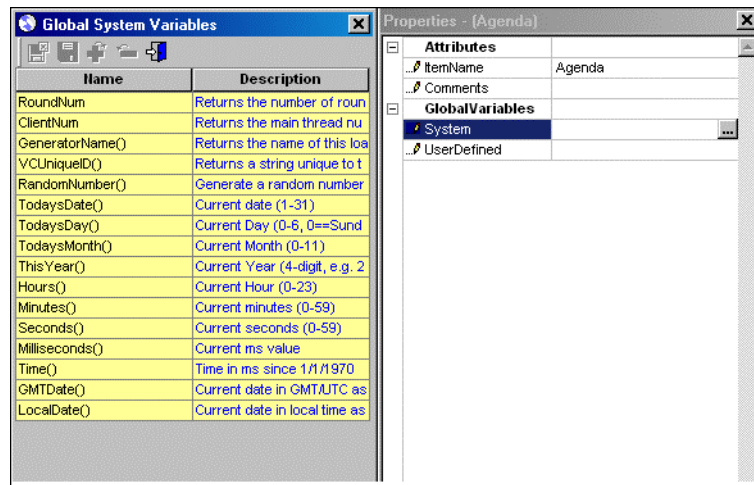 Global System Variables
Name Description
RoundNum Returns the number of roun
ClientNum Returns the main thread nu
GeneratorName() Returns the name of this loa
VCUniqueID() Returns a string unique to t
RandomNumber() Generate a random number
TodaysDate() Current date (1-31)
TodaysDay() Current Day (0-6, 0==Sund
TodaysMonth() Current Month (0-11)
ThisYear() Current Year (4-digit, e.g. 2
Hours() Current Hour (0-23)
Minutes() Current minutes (0-59)
Seconds() Current seconds (0-59)
Milliseconds() Current ms value
Time() Time in ms since 1/1/1970
GMTDate() Current date in GMT/UTC as
LocalDate() Current date in local time as
Properties - (Agenda)
Attributes
ItemName Agenda
Comments
GlobalVariables
System ...
UserDefined